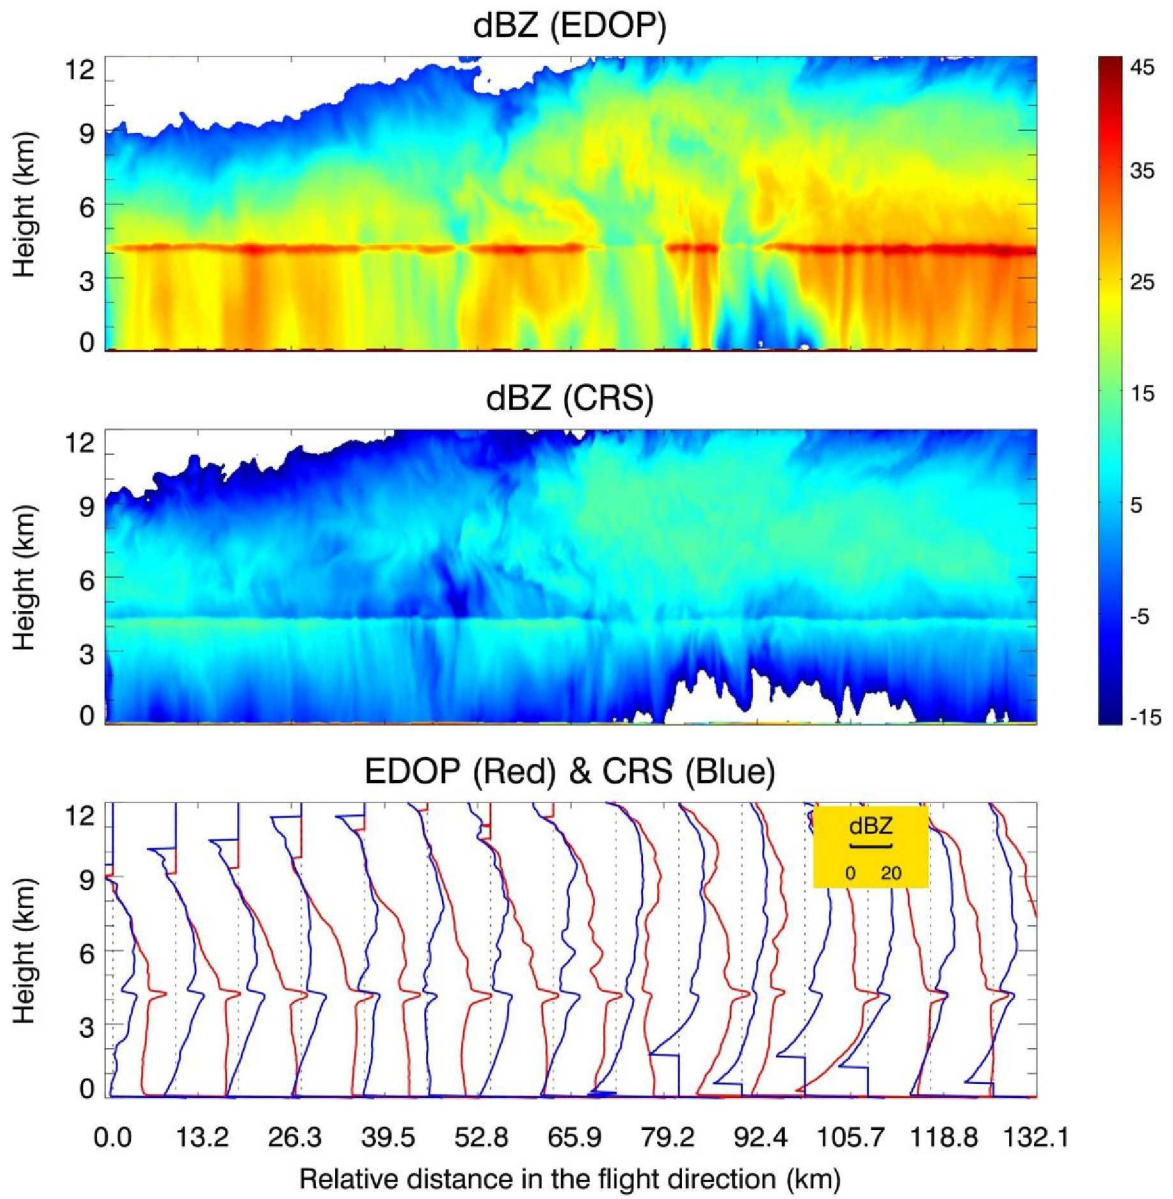 dBZ (EDOP)
12
9
6
3
0
Height (km)
45
35
25
15
5
-5
-15
dBZ (CRS)
12
9
6
3
0
Height (km)
EDOP (Red) & CRS (Blue)
12
9
6
3
0
Height (km)
dBZ
0 20
0.0 13.2 26.3 39.5 52.8 65.9 79.2 92.4 105.7 118.8 132.1
Relative distance in the flight direction (km)